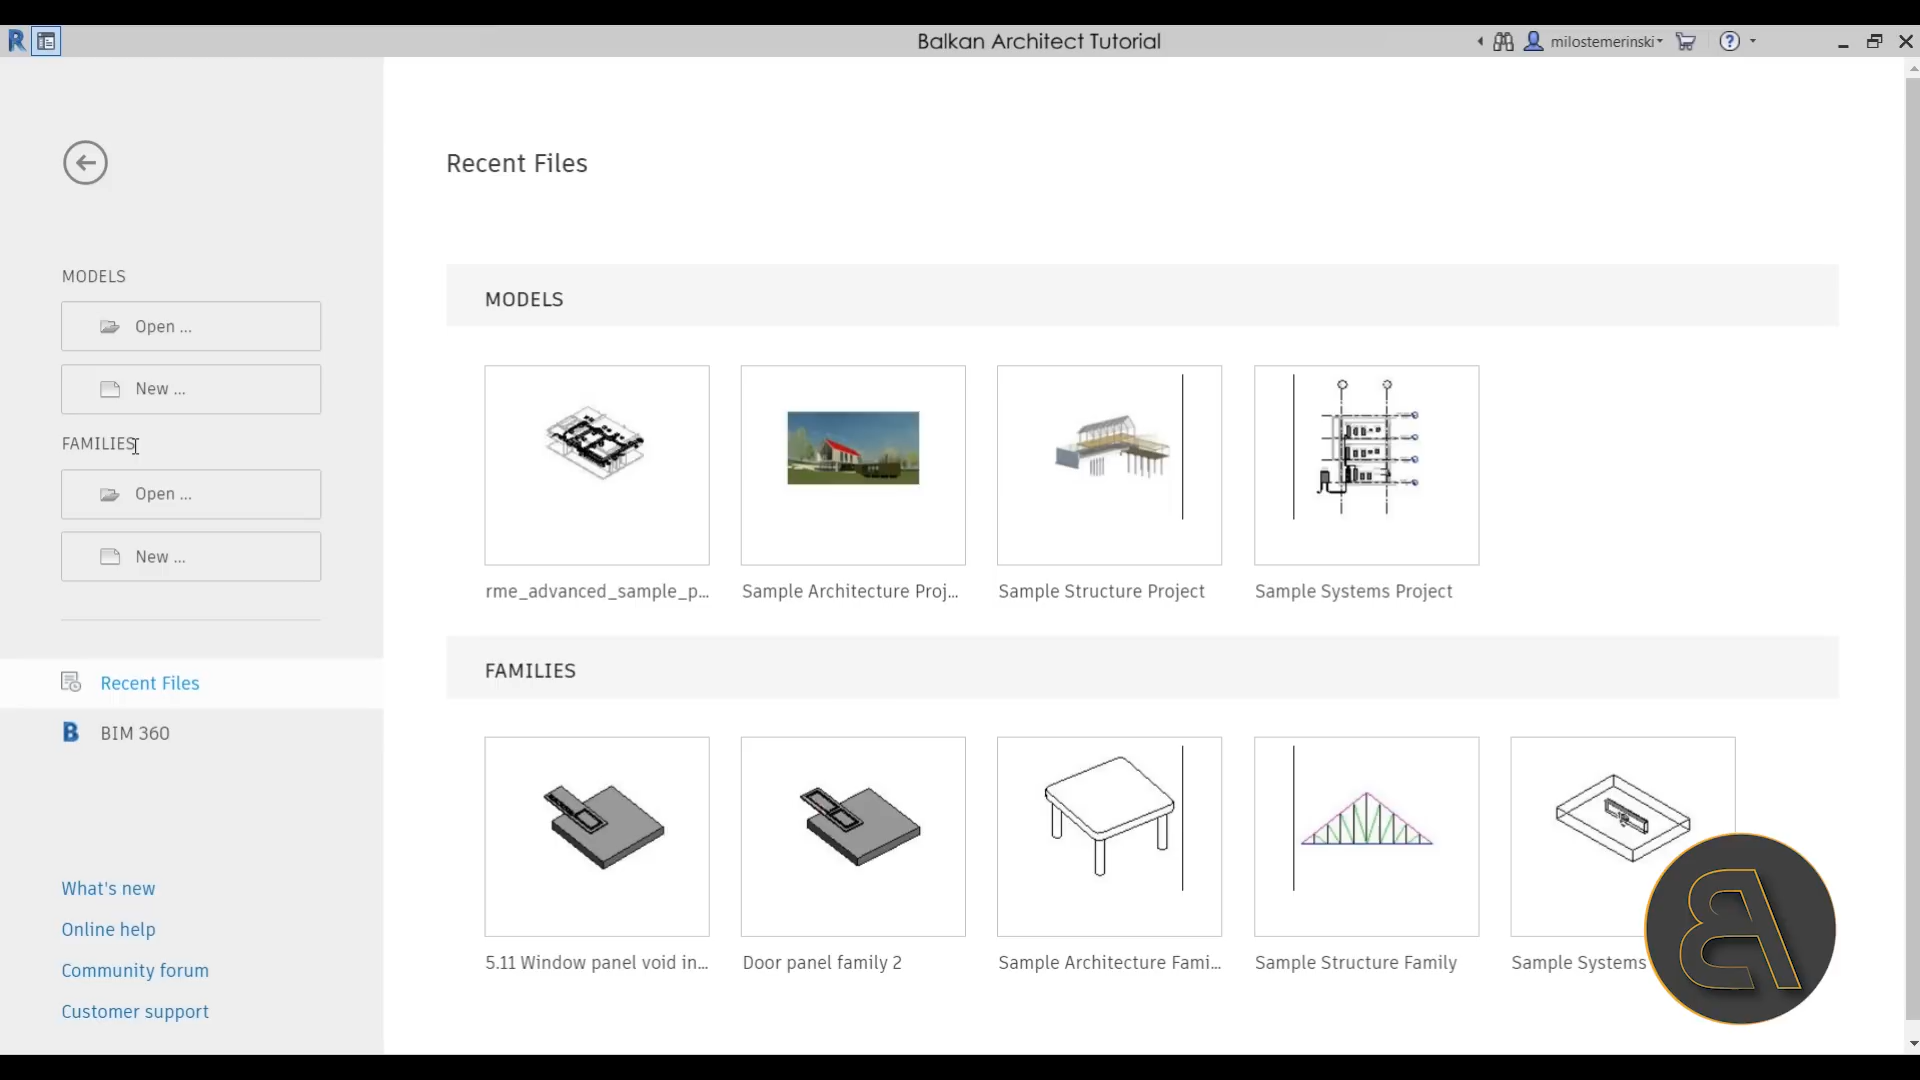 Balkan Architect Tutorial
milostemerinski
Recent Files
MODELS
Open ...
New ...
FAMILIES
Open ...
New ...
Recent Files
BIM 360
What's new
Online help
Community forum
Customer support
MODELS
rme_advanced_sample_p...
Sample Architecture Proj...
Sample Structure Project
Sample Systems Project
FAMILIES
5.11 Window panel void in...
Door panel family 2
Sample Architecture Fami...
Sample Structure Family
Sample Systems